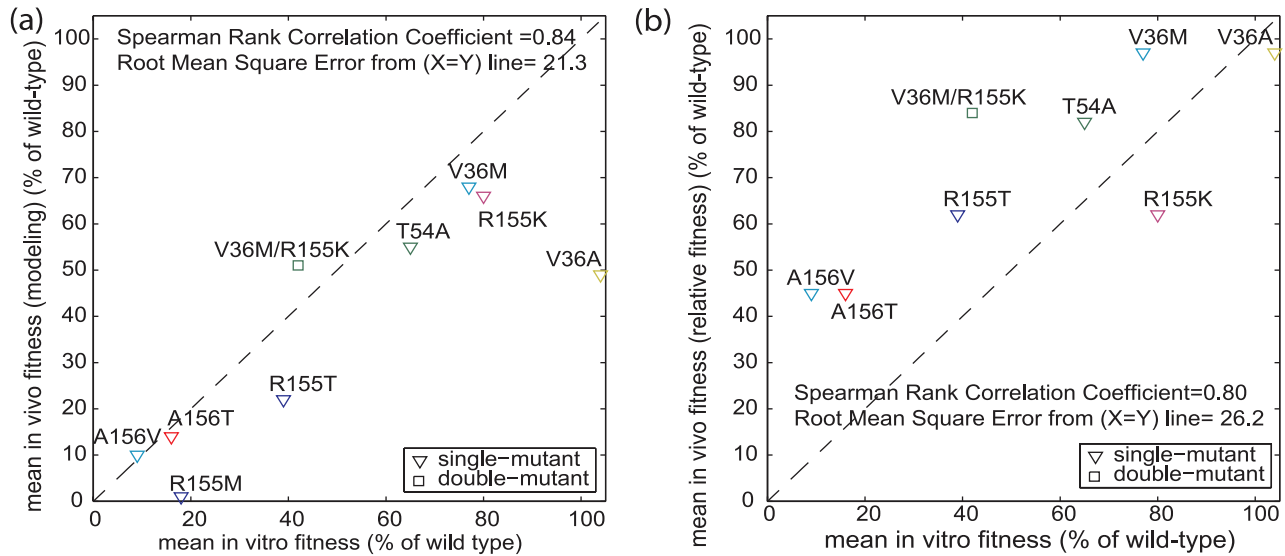 (a)
Spearman Rank Correlation Coefficient =0.84
Root Mean Square Error from (X=Y) line= 21.3
mean in vivo fitness (modeling) (% of wild-type)
100
90
80
70
60
50
40
30
20
10
0
V36M
R155K
T54A
V36M/R155K
V36A
R155T
A156T
A156V
R155M
single-mutant
double-mutant
0 20 40 60 80 100
mean in vitro fitness (% of wild type)
(b)
mean in vivo fitness (relative fitness) (% of wild-type)
100
90
80
70
60
50
40
30
20
10
0
V36M
V36A
V36M/R155K
T54A
R155T
R155K
A156V
A156T
Spearman Rank Correlation Coefficient=0.80
Root Mean Square Error from (X=Y) line= 26.2
single-mutant
double-mutant
0 20 40 60 80 100
mean in vitro fitness (% of wild-type)